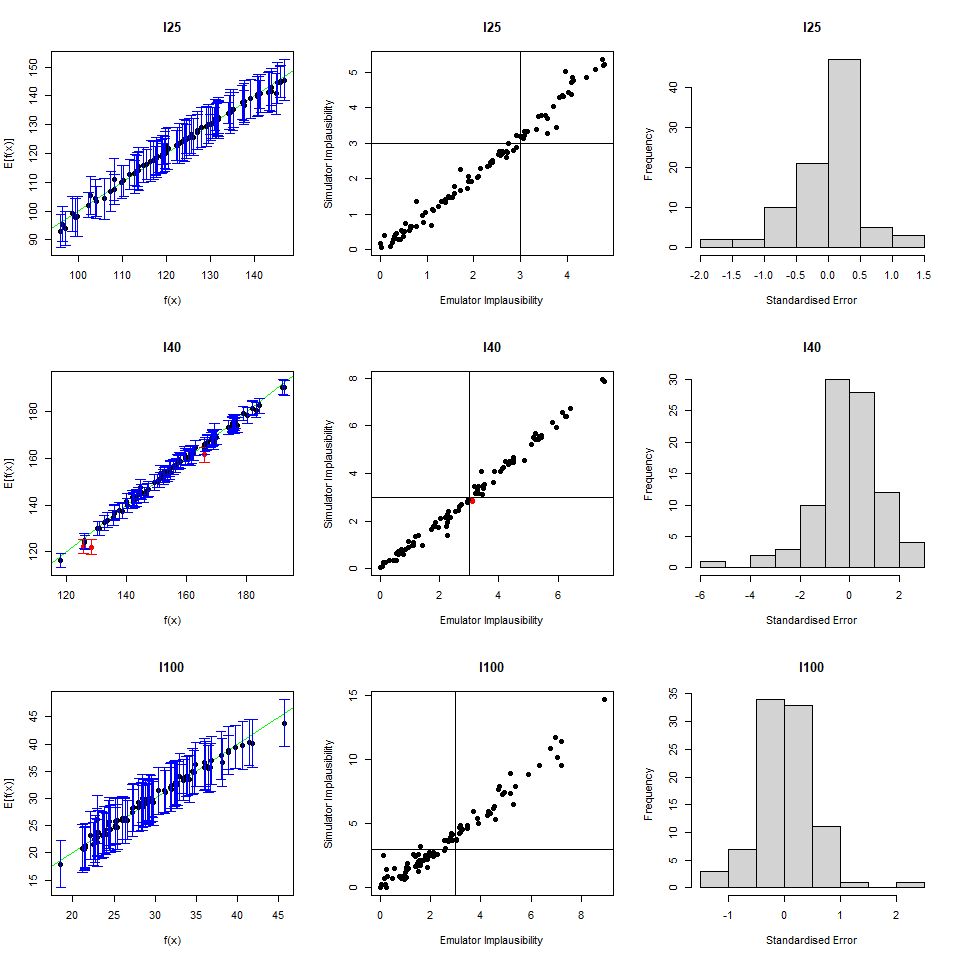 I25
E[f(x)]
90 100 110 120 130 140 150
100 110 120 130 140
f(x)
I25
Simulator Implausibility
0 1 2 3 4 5
0 1 2 3 4
Emulator Implausibility
I25
Frequency
0 10 20 30 40
-2.0 -1.5 -1.0 -0.5 0.0 0.5 1.0 1.5
Standardised Error
I40
E[f(x)]
120 140 160 180
120 140 160 180
f(x)
I40
Simulator Implausibility
0 2 4 6 8
0 2 4 6
Emulator Implausibility
I40
Frequency
0 5 10 15 20 25 30
-6 -4 -2 0 2
Standardised Error
I100
E[f(x)]
15 20 25 30 35 40 45
20 25 30 35 40 45
f(x)
I100
Simulator Implausibility
0 5 10 15
0 2 4 6 8
Emulator Implausibility
I100
Frequency
0 5 10 15 20 25 30 35
-1 0 1 2
Standardised Error